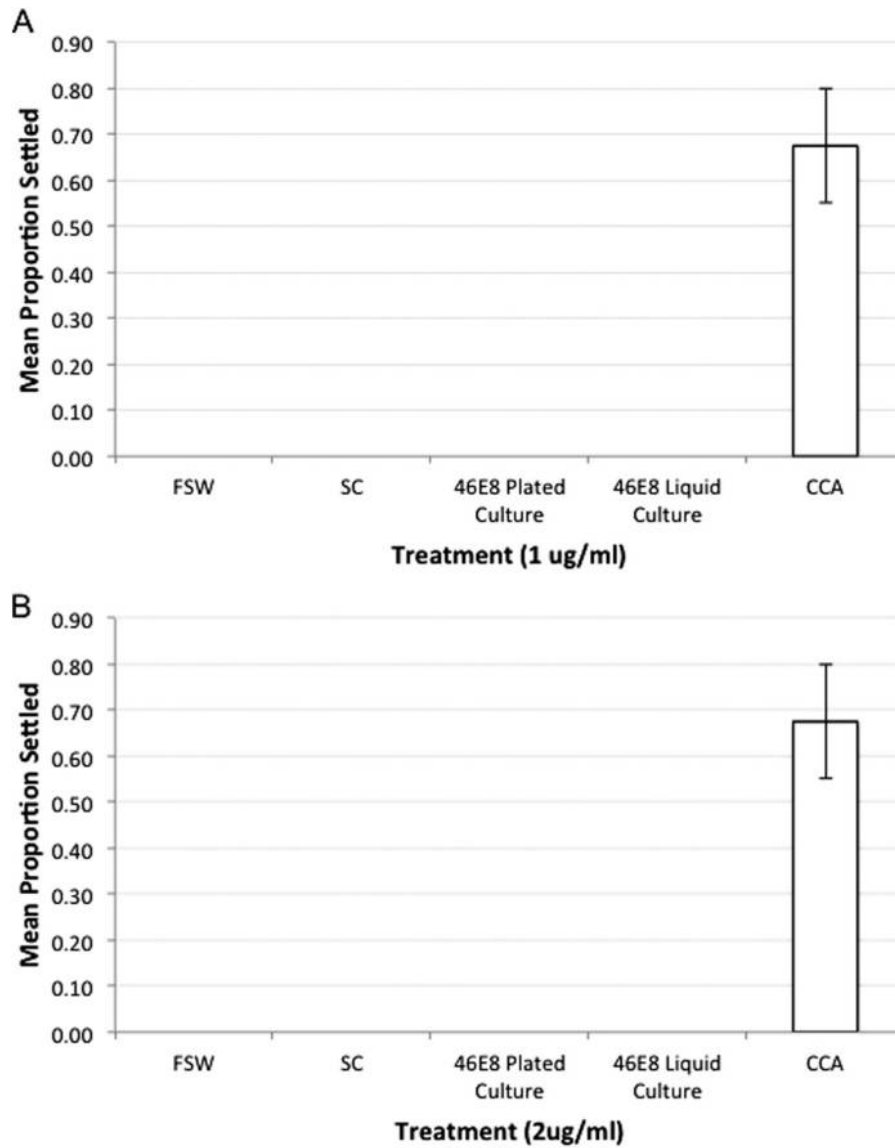 A
Mean Proportion Settled
0.90
0.80
0.70
0.60
0.50
0.40
0.30
0.20
0.10
0.00
FSW SC 46E8 Plated 46E8 Liquid CCA
Culture Culture
Treatment (1 ug/ml)
B
Mean Proportion Settled
0.90
0.80
0.70
0.60
0.50
0.40
0.30
0.20
0.10
0.00
FSW SC 46E8 Plated 46E8 Liquid CCA
Culture Culture
Treatment (2ug/ml)